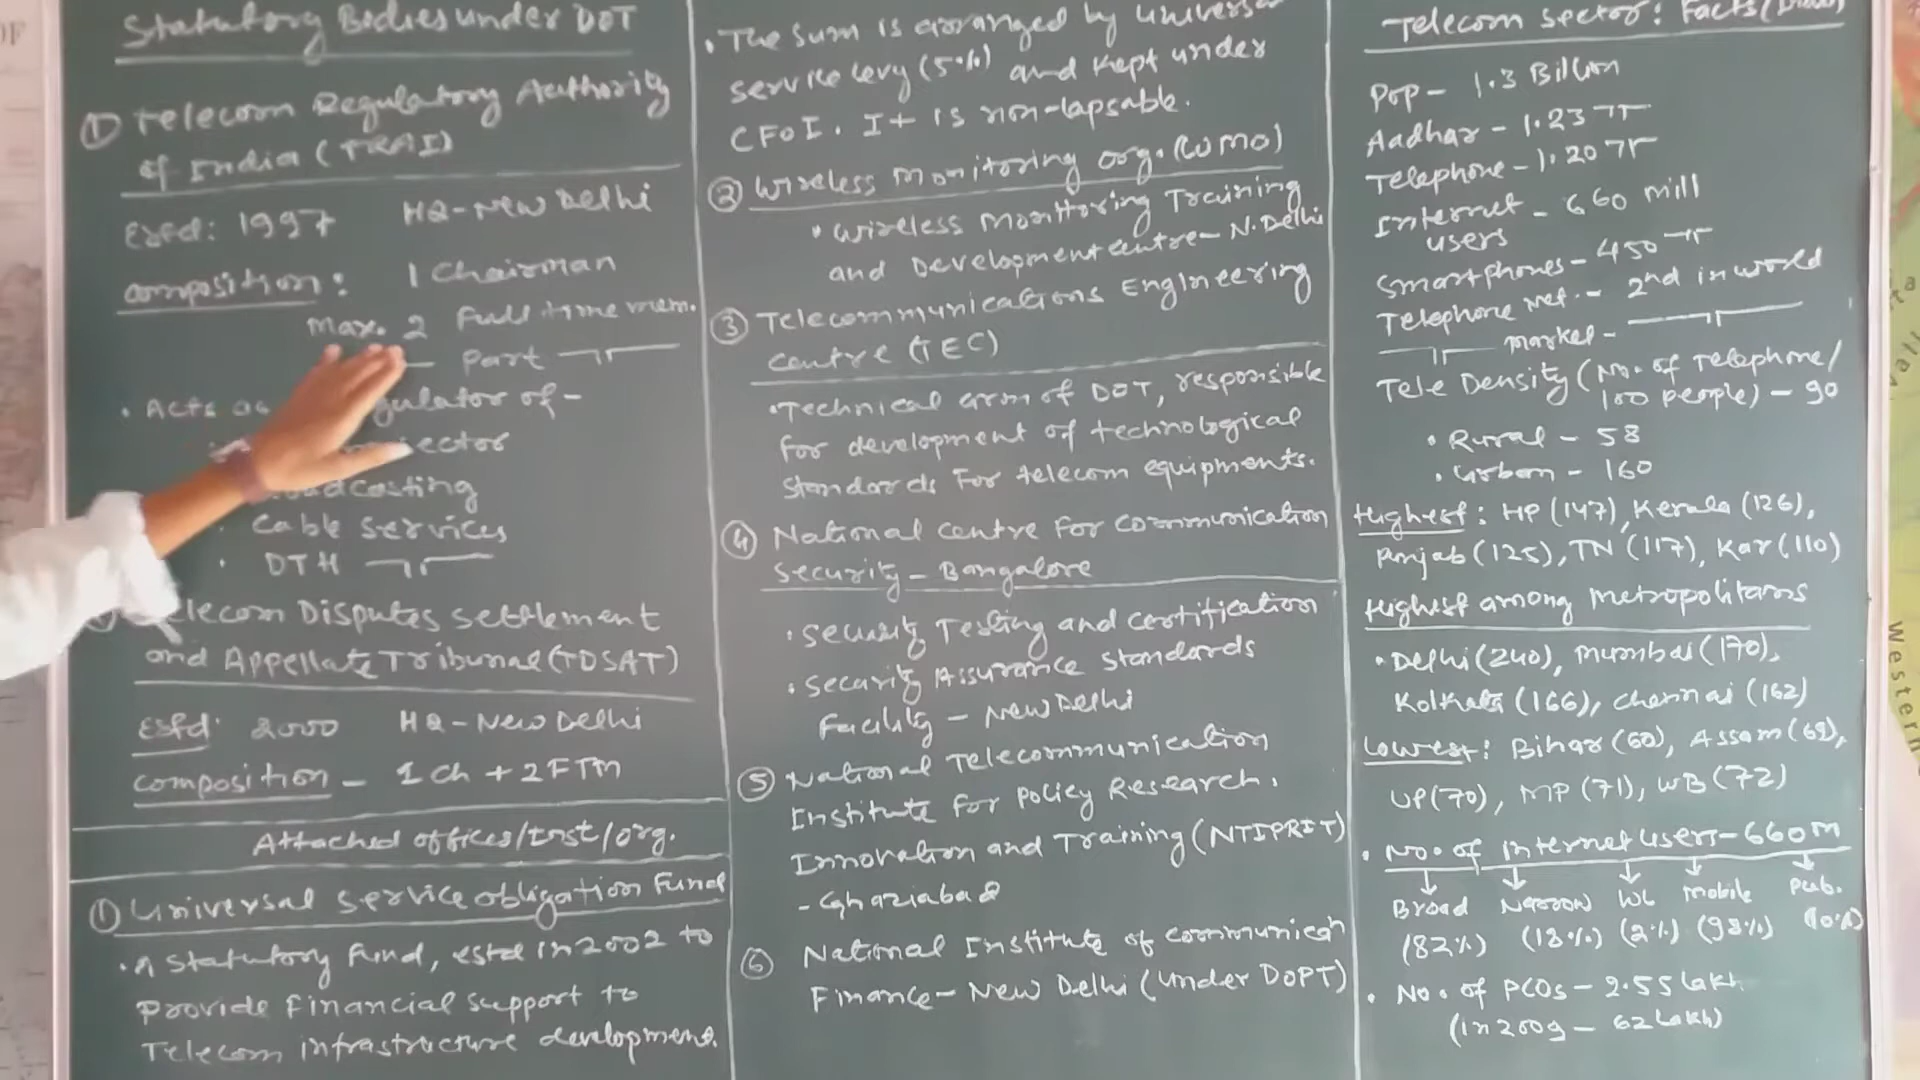 Statutory Bodies under DOT
① Telecom Regulatory Authority
of India (TRAI)
Estd: 1997 HQ - New Delhi
composition: 1 Chairman
Max. 2 Full time mem.
Part ⌝⌜
• Acts as of -
Cable services
• DTH ⌝⌜
Telecom Disputes settlement
and Appellate Tribunal (TDSAT)
Estd: 2000 HQ - New Delhi
composition - 1 Ch + 2 FTM
Attached offices/Inst/org.
① Universal Service obligation Fund
• A statutory Fund, estd in 2002 to
provide Financial support to
Telecom infrastructure development.
• The sum is arranged by universal
service levy (5%) and kept under
CFOI. It is non-lapsable.
② Wireless Monitoring org. (WMO)
• Wireless Monitoring Training
and Development centre - N. Delhi
③ Telecommunications Engineering
centre (TEC)
• Technical arm of DOT, responsible
for development of technological
standards For telecom equipments.
④ National centre For communication
security - Bangalore
• Security Testing and certification
• Security Assurance standards
Facility - New Delhi
⑤ National Telecommunication
Institute for Policy Research,
Innovation and Training (NTIPRIT)
- Ghaziabad
⑥ National Institute of communicatn
Finance - New Delhi (Under DOPT)
Telecom sector: Facts/
Pop - 1.3 Billion
Aadhar - 1.23 ⌝⌜
Telephone - 1.20 ⌝⌜
Internet - 660 mill
users
Smartphones - 450 ⌝⌜
Telephone net. - 2nd in world
⌝⌜ market - ⌝⌜
Tele Density (No. of Telephone/
100 people) - 90
• Rural - 58
• Urban - 160
Highest: HP (147), Kerala (126),
Punjab (125), TN (117), Kar (110)
Highest among Metropolitans
• Delhi (240), Mumbai (170),
Kolkata (166), Chennai (162)
Lowest: Bihar (60), Assam (69),
UP (70), MP (71), WB (72)
• No. of internet users - 660 m
Broad Narrow WL Mobile Pub.
(82%) (18%) (2%) (98%) (10%)
• No. of PCOs - 2.55 lakh
(in 2009 - 62 Lakh)